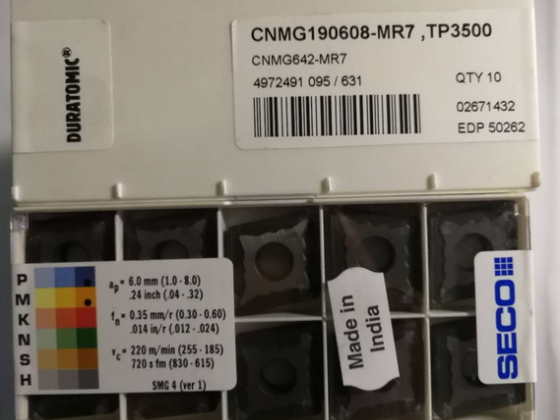 DURATOMIC®
CNMG190608-MR7 ,TP3500
CNMG642-MR7
4972491 095 / 631
QTY 10
02671432
EDP 50262
P
M
K
N
S
H
ap= 6.0 mm (1.0 - 8.0)
.24 inch (.04 - .32)
fn= 0.35 mm/r (0.30 - 0.60)
.014 in/r (.012 - .024)
vc= 220 m/min (255 - 185)
720 s fm (830 - 615)
SMG 4 (ver 1)
Made in
India
SECO